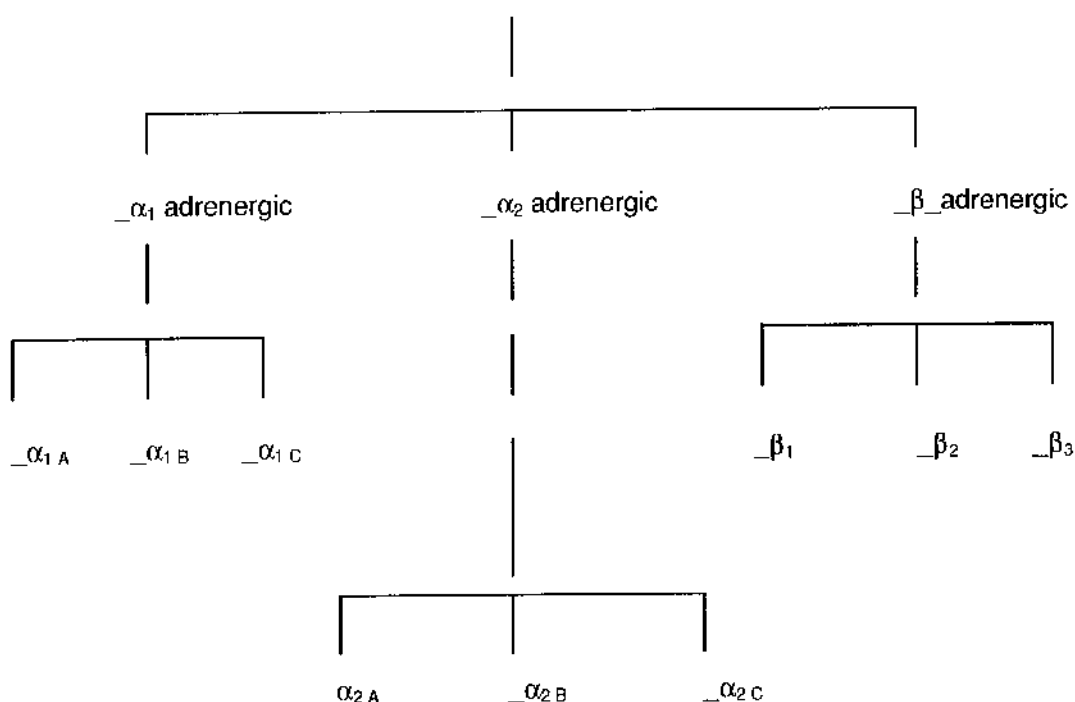 _α₁ adrenergic _α₂ adrenergic _β_adrenergic
_α₁ A _α₁ B _α₁ C _β₁ _β₂ _β₃
α₂ A _α₂ B _α₂ C